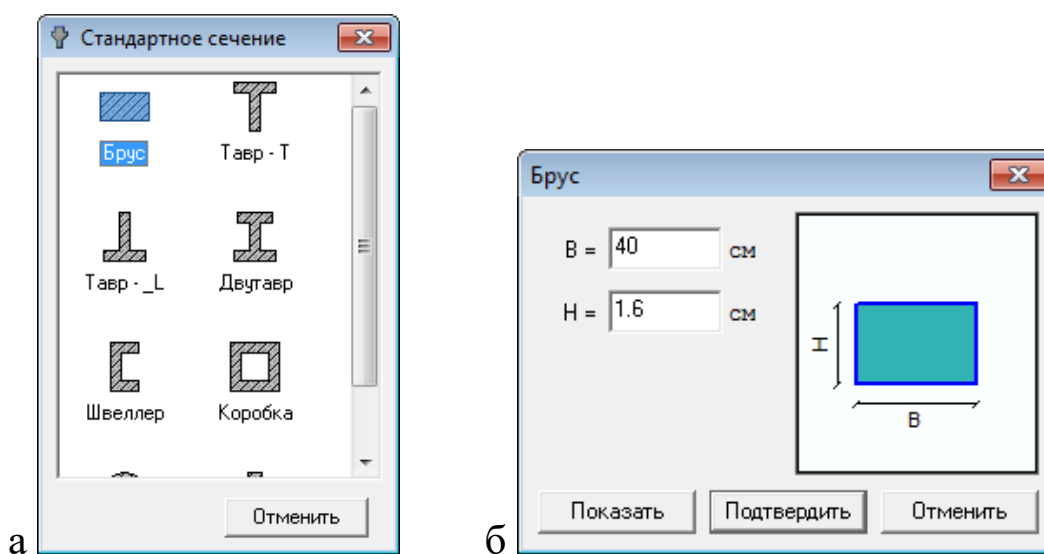 Стандартное сечение
Брус
Тавр - Т
Тавр - _L
Двутавр
Швеллер
Коробка
Отменить
а
Брус
B = 40 см
H = 1.6 см
H
B
Показать
Подтвердить
Отменить
б